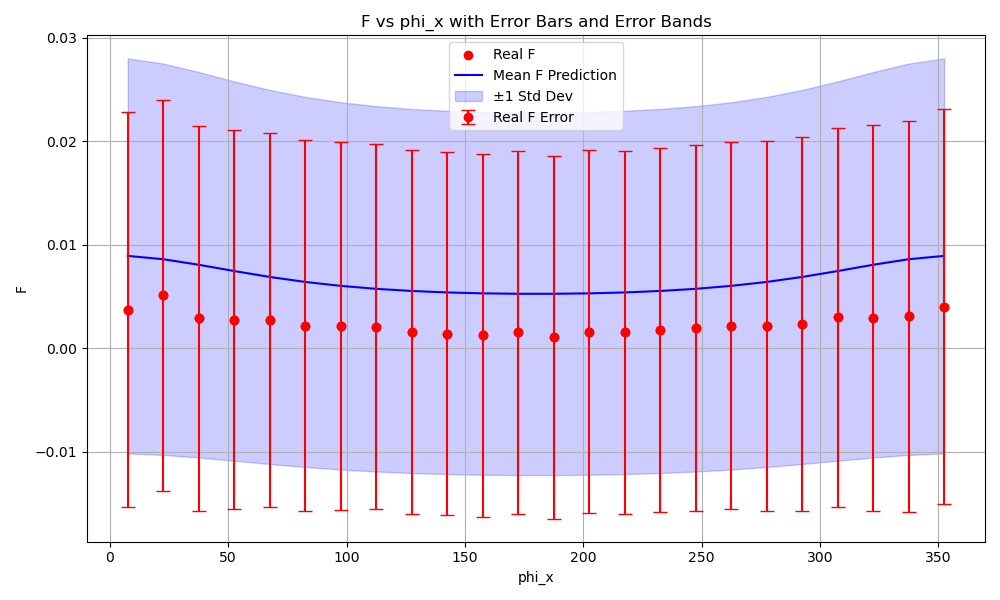 F vs phi_x with Error Bars and Error Bands
Real F
Mean F Prediction
±1 Std Dev
Real F Error
0.03
0.02
0.01
0.00
−0.01
F
0 50 100 150 200 250 300 350
phi_x